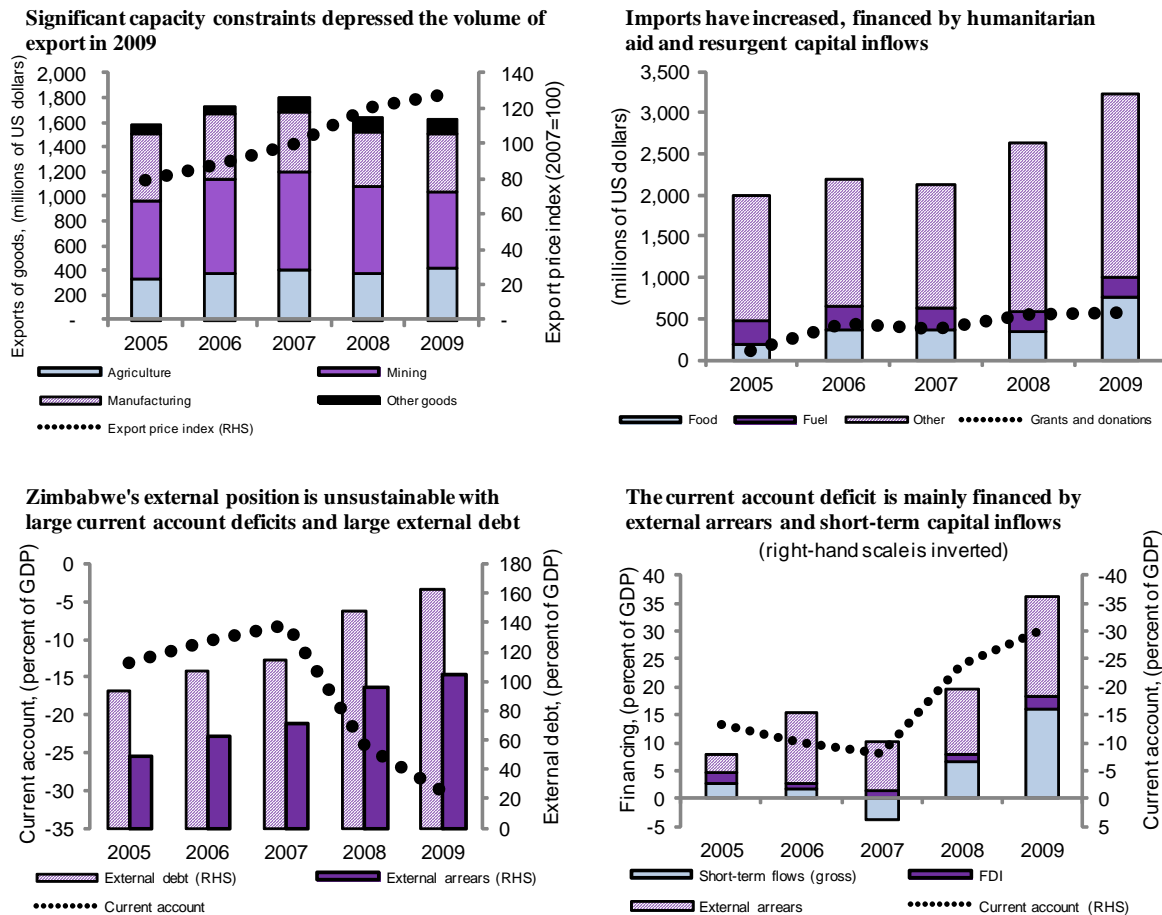 Significant capacity constraints depressed the volume of
export in 2009
Exports of goods, (millions of US dollars)
2,000
1,800
1,600
1,400
1,200
1,000
800
600
400
200
-
140
120
100
80
60
40
20
-
Export price index (2007=100)
2005 2006 2007 2008 2009
Agriculture Mining
Manufacturing Other goods
Export price index (RHS)
Imports have increased, financed by humanitarian
aid and resurgent capital inflows
(millions of US dollars)
3,500
3,000
2,500
2,000
1,500
1,000
500
0
2005 2006 2007 2008 2009
Food Fuel Other Grants and donations
Zimbabwe's external position is unsustainable with
large current account deficits and large external debt
Current account, (percent of GDP)
0
-5
-10
-15
-20
-25
-30
-35
180
160
140
120
100
80
60
40
20
0
External debt, (percent of GDP)
2005 2006 2007 2008 2009
External debt (RHS) External arrears (RHS)
Current account
The current account deficit is mainly financed by
external arrears and short-term capital inflows
(right-hand scale is inverted)
Financing, (percent of GDP)
40
35
30
25
20
15
10
5
0
-5
-40
-35
-30
-25
-20
-15
-10
-5
0
5
Current account, (percent of GDP)
2005 2006 2007 2008 2009
Short-term flows (gross) FDI
External arrears Current account (RHS)